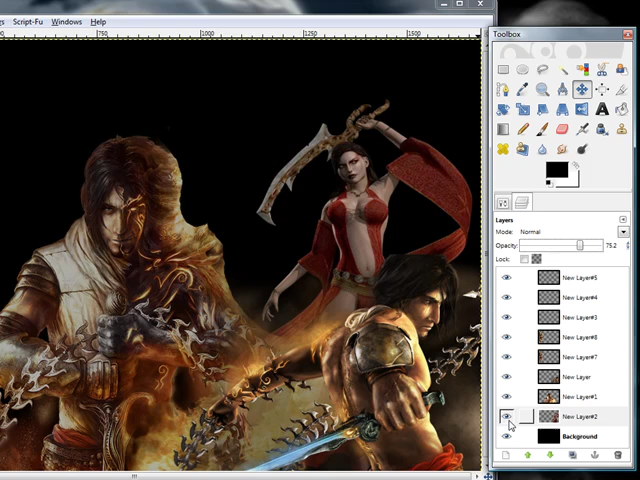 Script-Fu Windows Help
1000 1250 1500
Toolbox
Layers
Mode: Normal
Opacity: 75.2
Lock:
New Layer#5
New Layer#4
New Layer#3
New Layer#8
New Layer#7
New Layer
New Layer#1
New Layer#2
Background